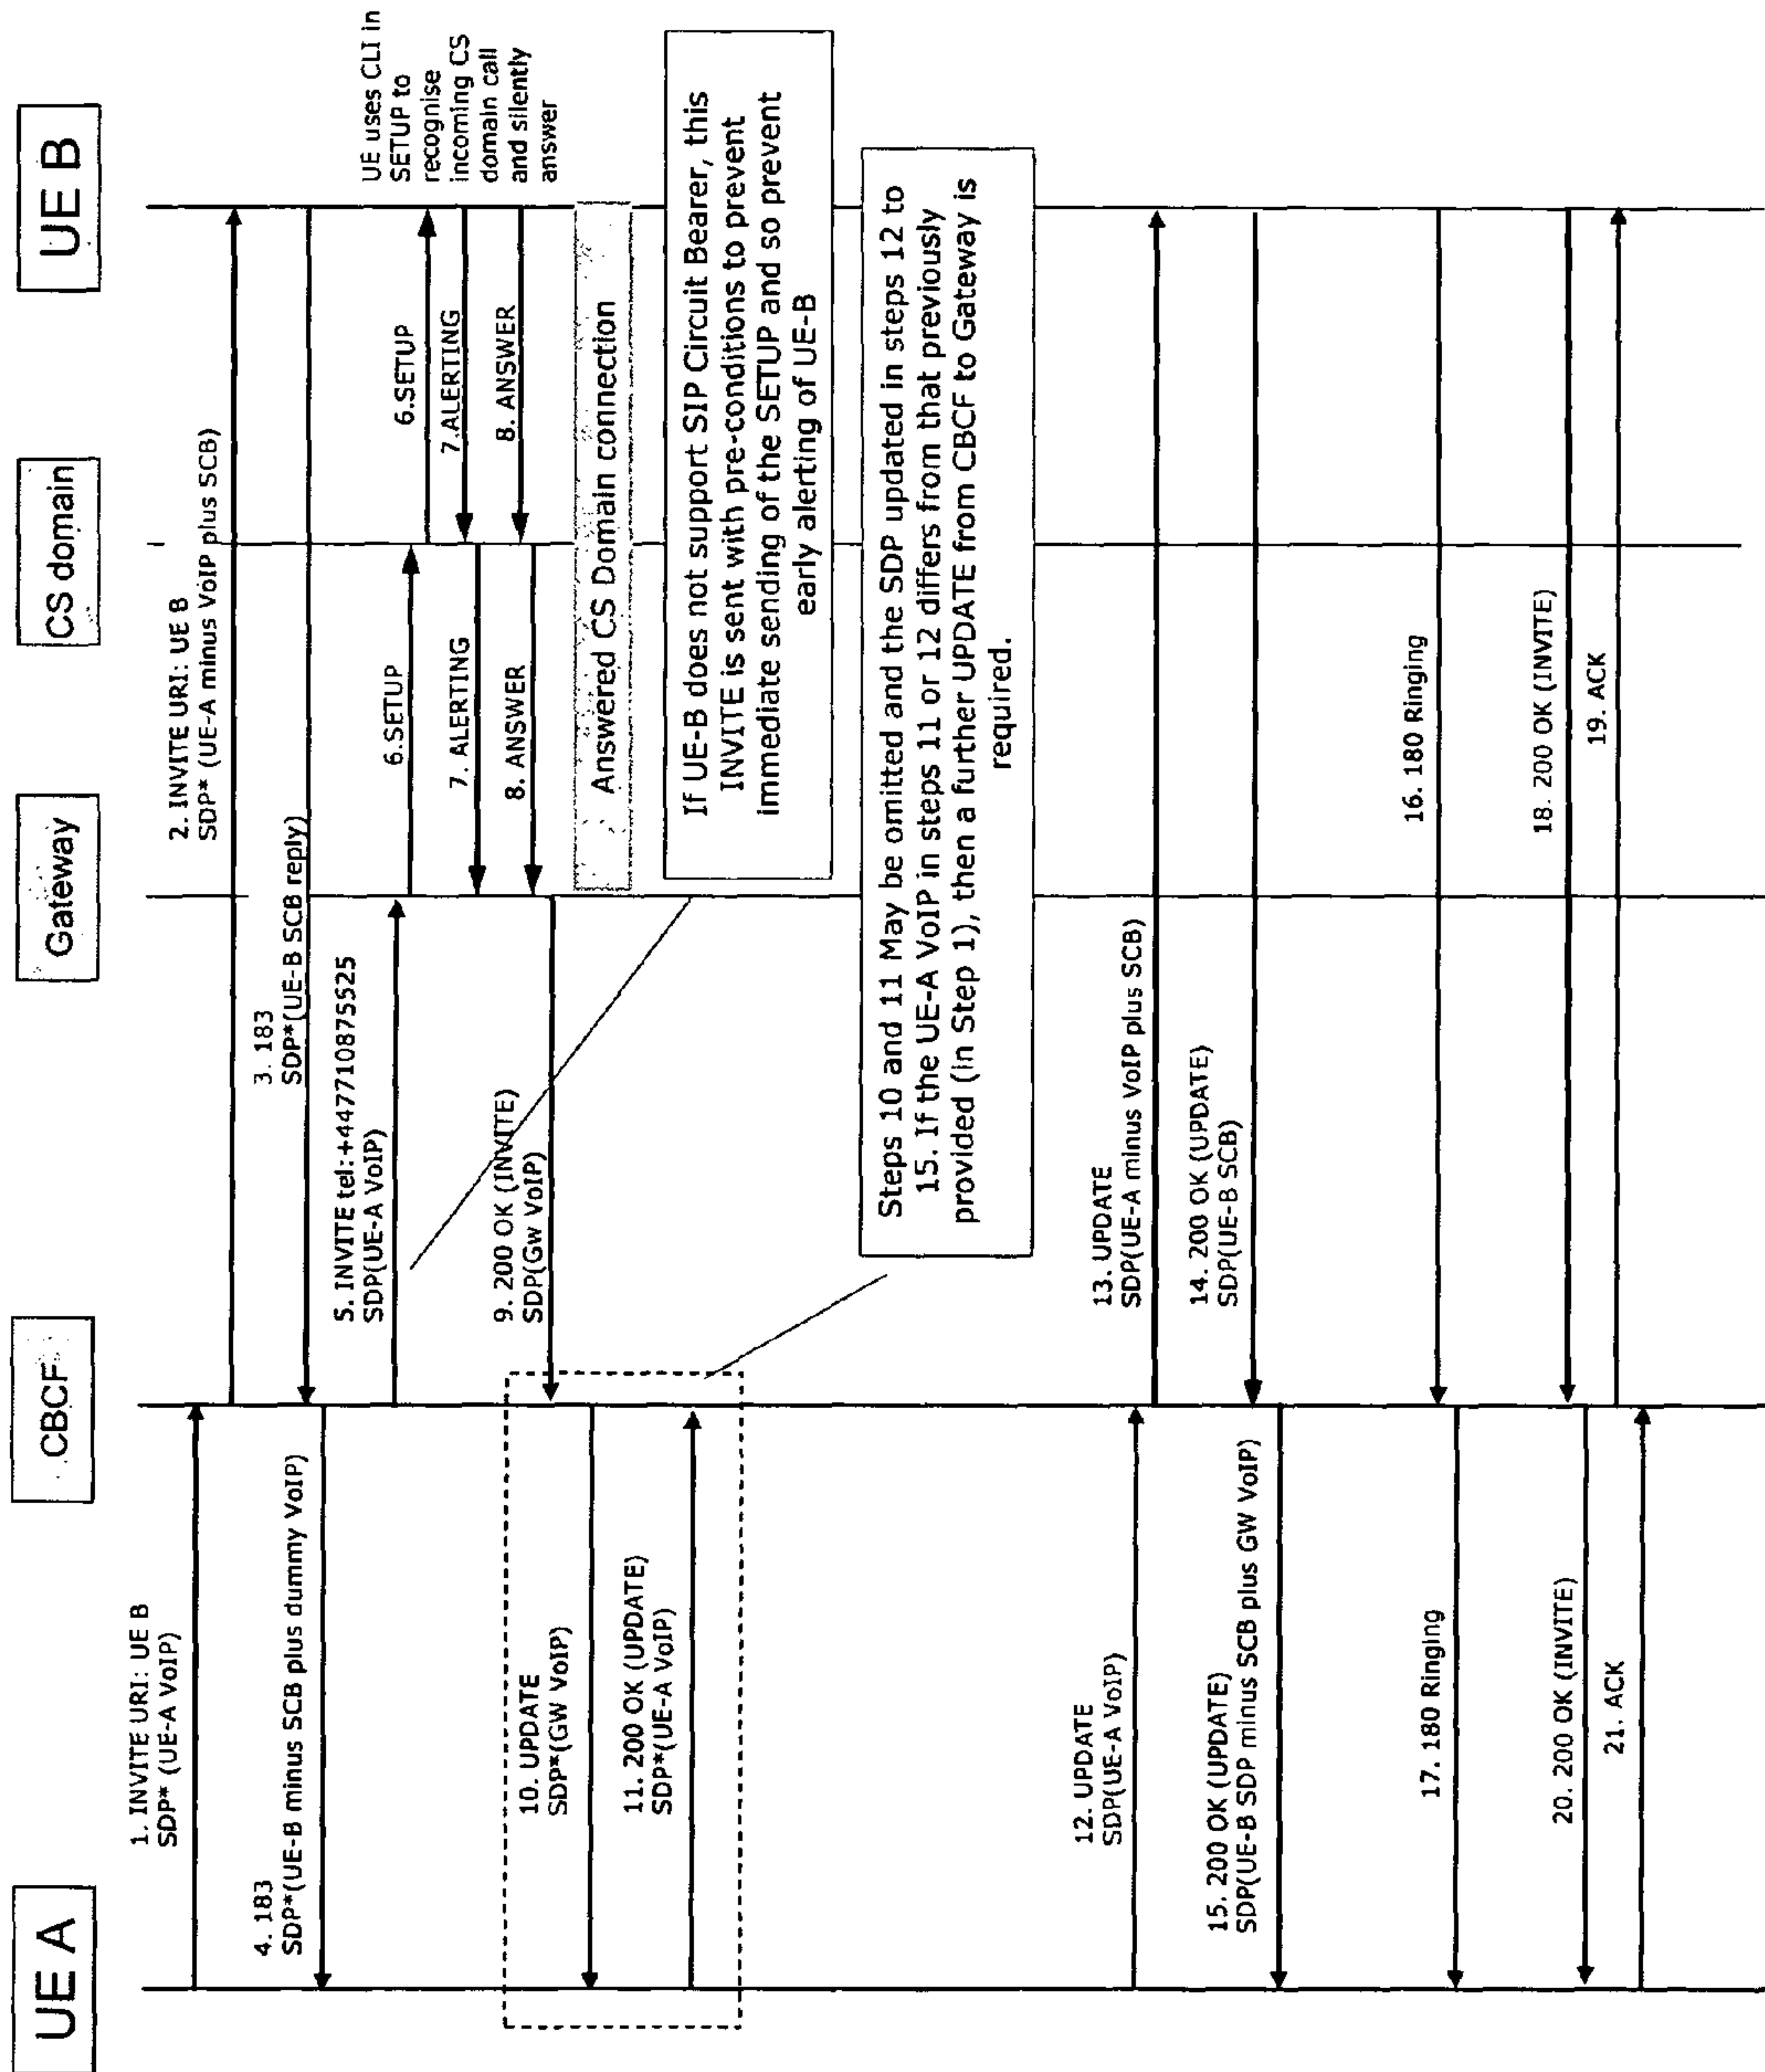 UE A
CBCF
Gateway
CS domain
UE B
1. INVITE URI: UE B
SDP* (UE-A VoIP)
2. INVITE URI: UE B
SDP* (UE-A minus VoIP plus SCB)
3. 183
SDP*(UE-B SCB reply)
4. 183
SDP*(UE-B minus SCB plus dummy VoIP)
5. INVITE tel:+447710875525
SDP(UE-A VoIP)
6.SETUP
6.SETUP
7. ALERTING
7.ALERTING
8. ANSWER
8. ANSWER
UE uses CLI in
SETUP to
recognise
incoming CS
domain call
and silently
answer
9. 200 OK (INVITE)
SDP(Gw VoIP)
Answered CS Domain connection
10. UPDATE
SDP*(GW VoIP)
11. 200 OK (UPDATE)
SDP*(UE-A VoIP)
If UE-B does not support SIP Circuit Bearer, this
INVITE is sent with pre-conditions to prevent
immediate sending of the SETUP and so prevent
early alerting of UE-B
Steps 10 and 11 May be omitted and the SDP updated in steps 12 to
15. If the UE-A VoIP in steps 11 or 12 differs from that previously
provided (in Step 1), then a further UPDATE from CBCF to Gateway is
required.
12. UPDATE
SDP(UE-A VoIP)
13. UPDATE
SDP(UE-A minus VoIP plus SCB)
14. 200 OK (UPDATE)
SDP(UE-B SCB)
15. 200 OK (UPDATE)
SDP(UE-B SDP minus SCB plus GW VoIP)
16. 180 Ringing
17. 180 Ringing
18. 200 OK (INVITE)
19. ACK
20. 200 OK (INVITE)
21. ACK